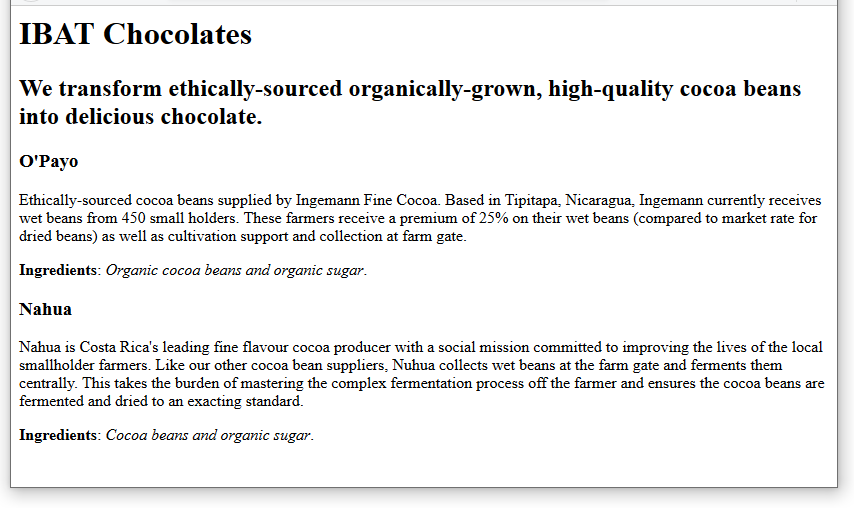 IBAT Chocolates
We transform ethically-sourced organically-grown, high-quality cocoa beans
into delicious chocolate.
O'Payo
Ethically-sourced cocoa beans supplied by Ingemann Fine Cocoa. Based in Tipitapa, Nicaragua, Ingemann currently receives
wet beans from 450 small holders. These farmers receive a premium of 25% on their wet beans (compared to market rate for
dried beans) as well as cultivation support and collection at farm gate.
Ingredients: Organic cocoa beans and organic sugar.
Nahua
Nahua is Costa Rica's leading fine flavour cocoa producer with a social mission committed to improving the lives of the local
smallholder farmers. Like our other cocoa bean suppliers, Nuhua collects wet beans at the farm gate and ferments them
centrally. This takes the burden of mastering the complex fermentation process off the farmer and ensures the cocoa beans are
fermented and dried to an exacting standard.
Ingredients: Cocoa beans and organic sugar.